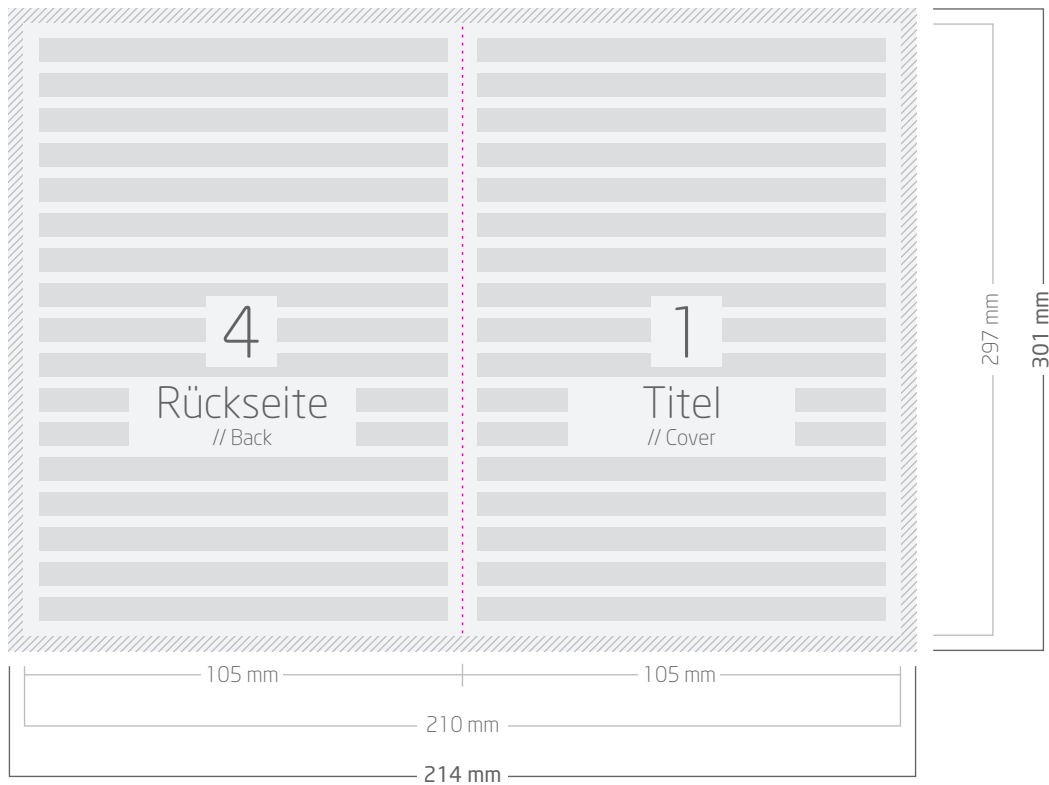 4
Rückseite
// Back
1
Titel
// Cover
297 mm
301 mm
105 mm
105 mm
210 mm
214 mm